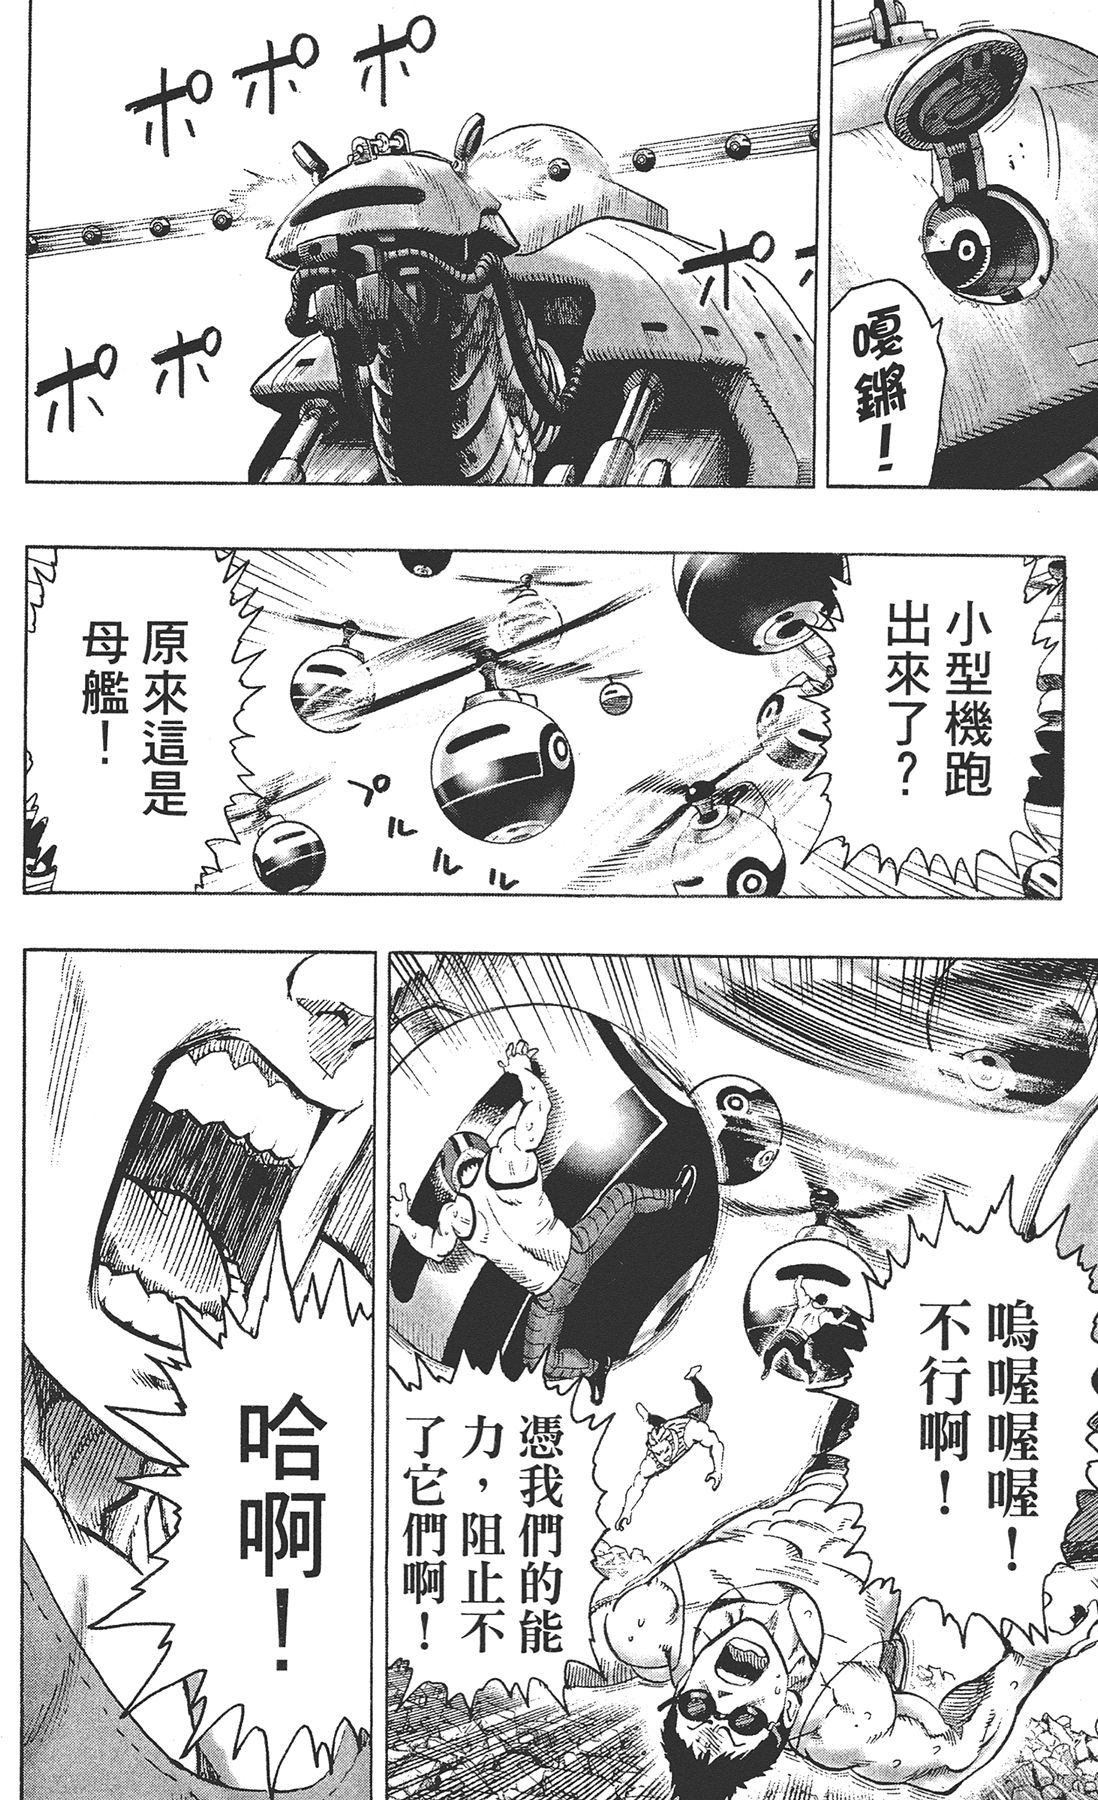 嘎鏘！
ポ
ポ
ポ
ポ
ポ
ポ
ポ
小型機跑
出來了？
プ
ル
ル
ル
原來這是
母艦！
嗚喔喔喔！
不行啊！
憑我們的能
力，阻止不
了它們啊！
哈
啊！